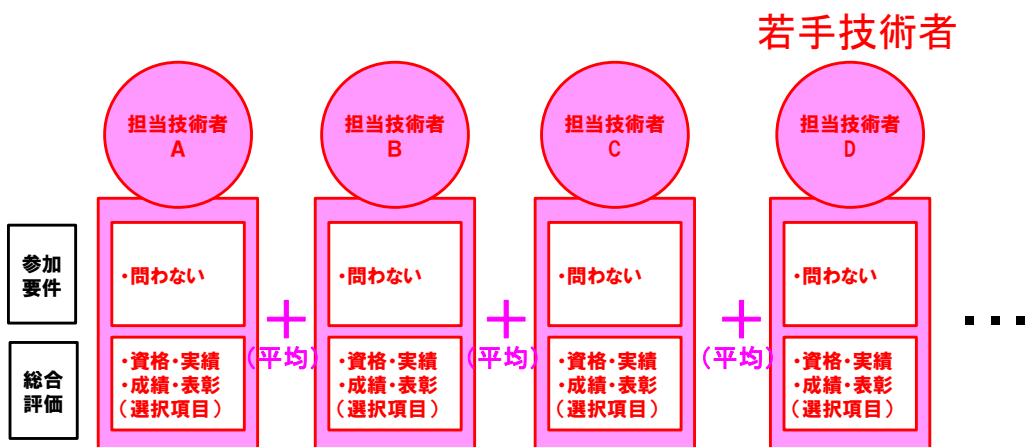 若手技術者
担当技術者
A
担当技術者
B
担当技術者
C
担当技術者
D
参加
要件
・問わない
・問わない
・問わない
・問わない
・・・
総合
評価
・資格・実績
・成績・表彰
（選択項目）
＋
（平均）
・資格・実績
・成績・表彰
（選択項目）
＋
（平均）
・資格・実績
・成績・表彰
（選択項目）
＋
（平均）
・資格・実績
・成績・表彰
（選択項目）